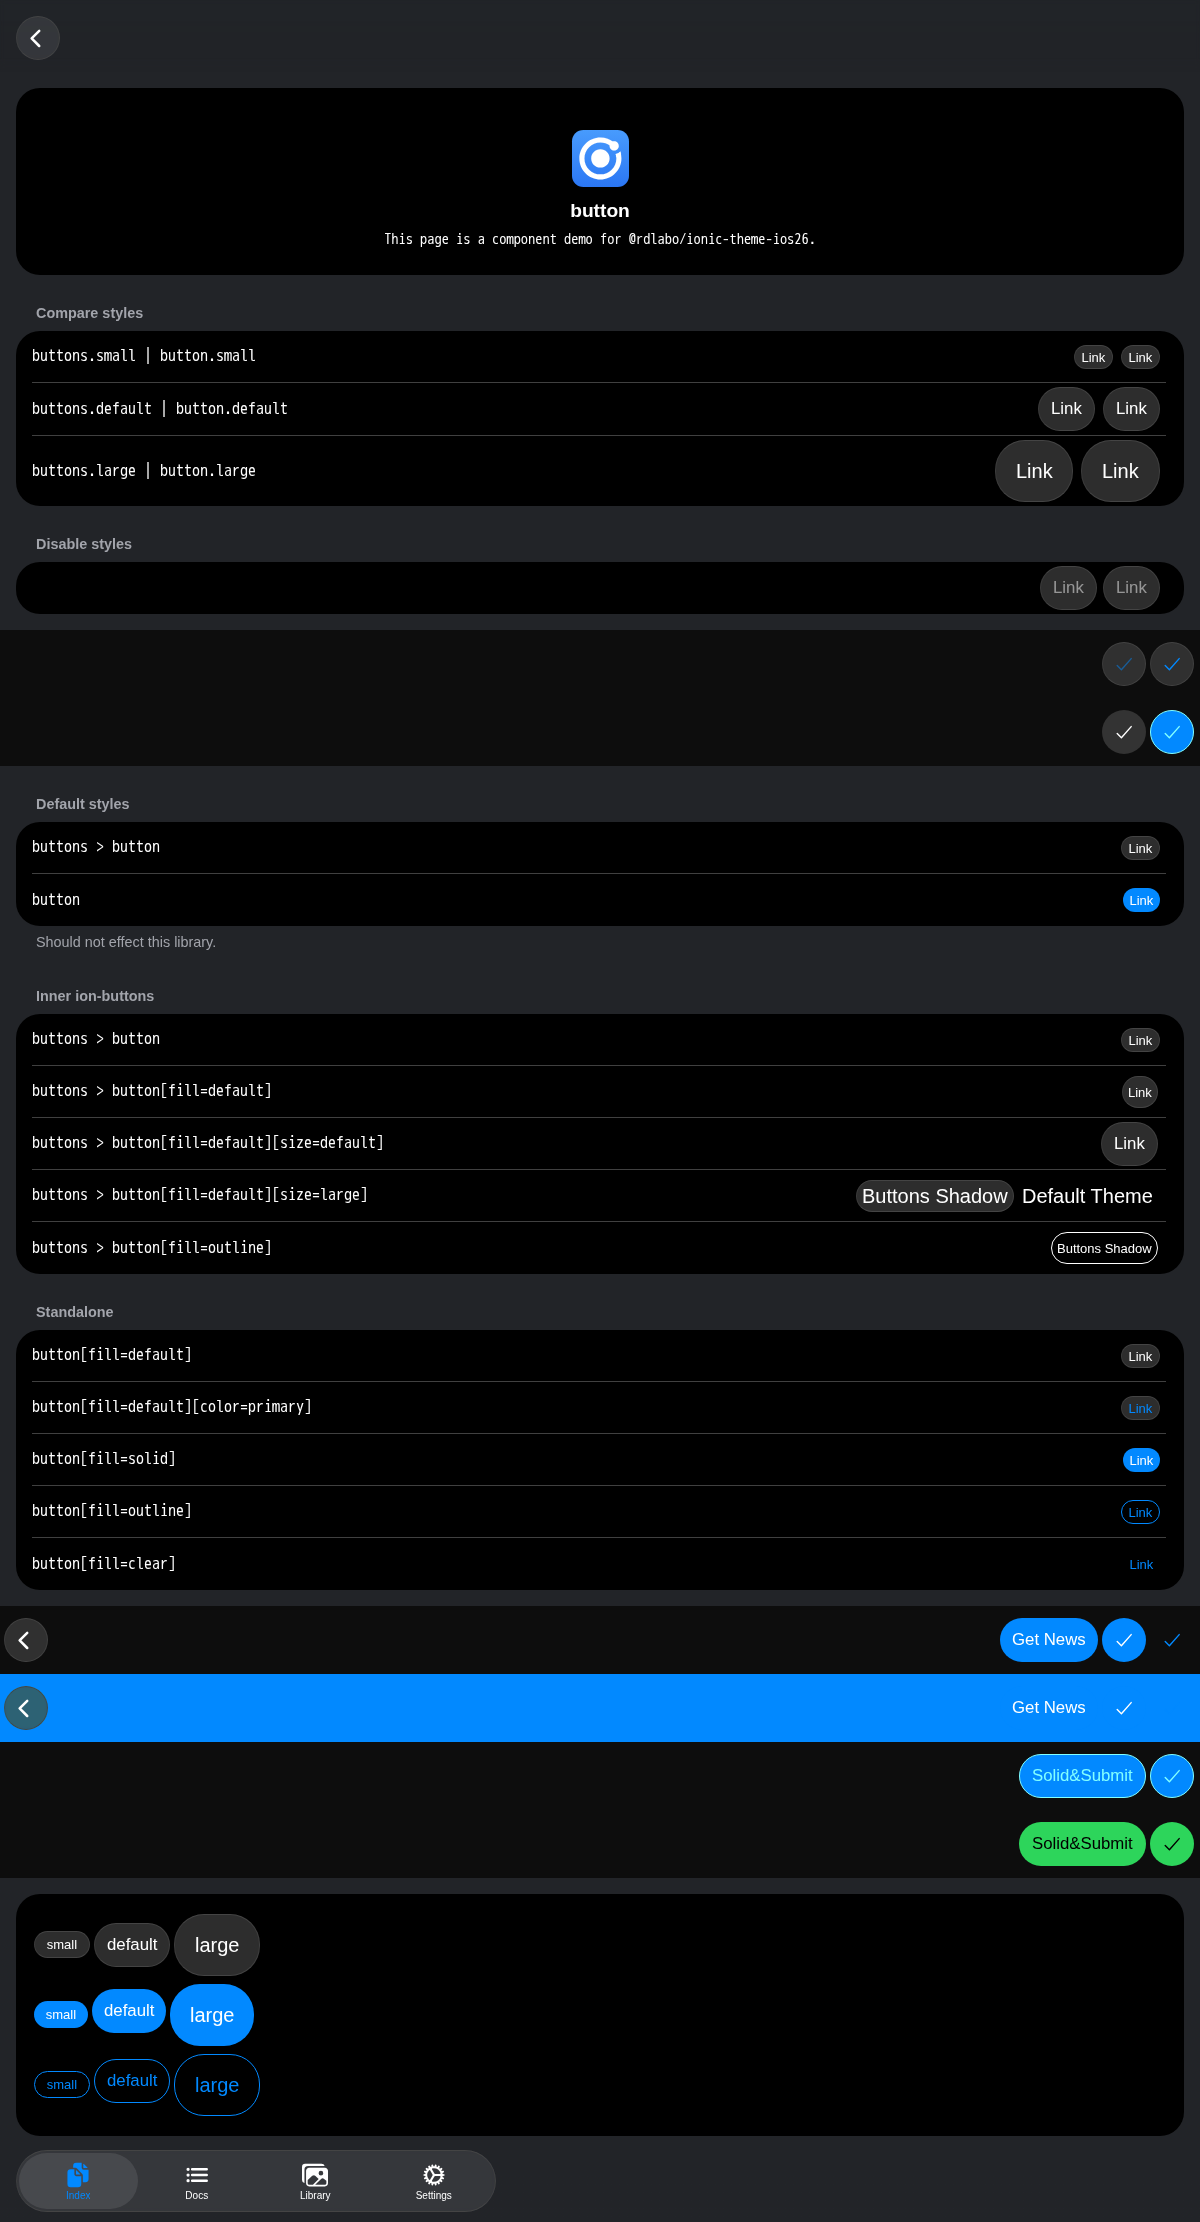 button
This page is a component demo for @rdlabo/ionic-theme-ios26.
Compare styles
buttons.small | button.small Link Link
buttons.default | button.default Link Link
buttons.large | button.large Link Link
Disable styles
Link Link
Default styles
buttons > button Link
button Link
Should not effect this library.
Inner ion-buttons
buttons > button Link
buttons > button[fill=default] Link
buttons > button[fill=default][size=default] Link
buttons > button[fill=default][size=large] Buttons Shadow Default Theme
buttons > button[fill=outline] Buttons Shadow
Standalone
button[fill=default] Link
button[fill=default][color=primary] Link
button[fill=solid] Link
button[fill=outline] Link
button[fill=clear] Link
Get News
Get News
Solid&Submit
Solid&Submit
small default large
small default large
small default large
Index Docs Library Settings